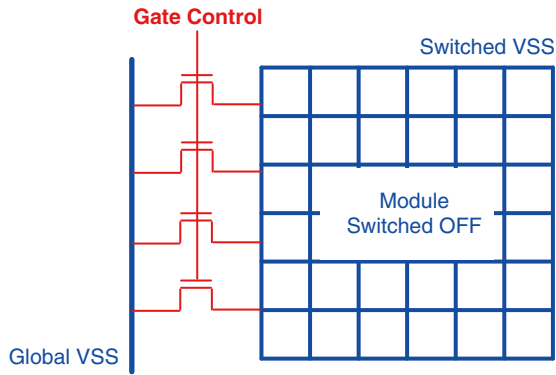 Gate Control
Switched VSS
Module
Switched OFF
Global VSS